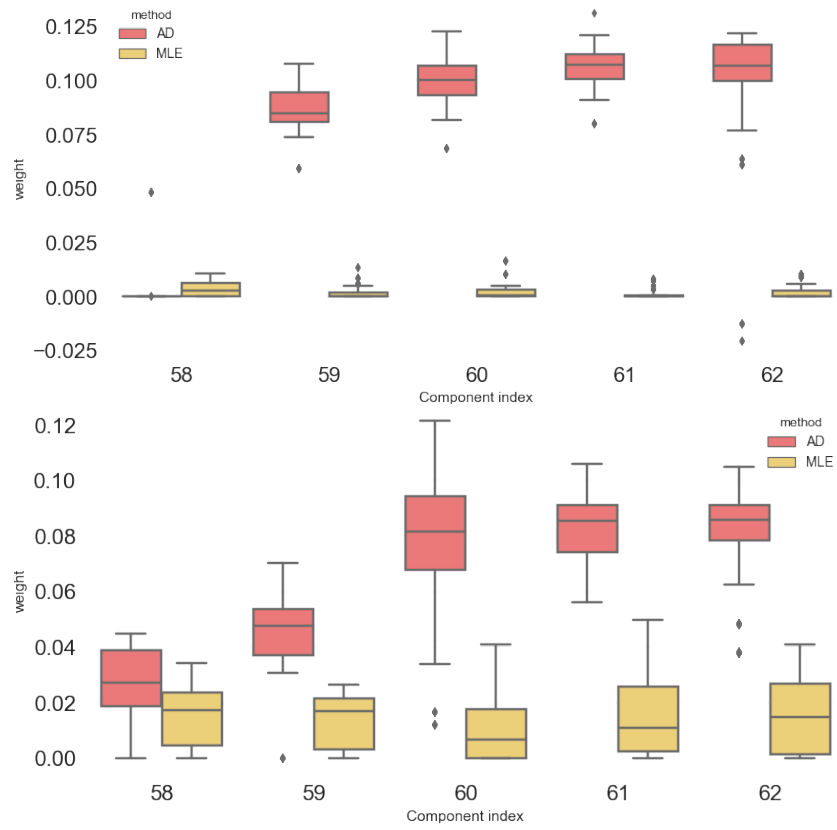 method
AD
MLE
0.125
0.100
0.075
0.050
0.025
0.000
−0.025
weight
58 59 60 61 62
Component index
method
AD
MLE
0.12
0.10
0.08
0.06
0.04
0.02
0.00
weight
58 59 60 61 62
Component index